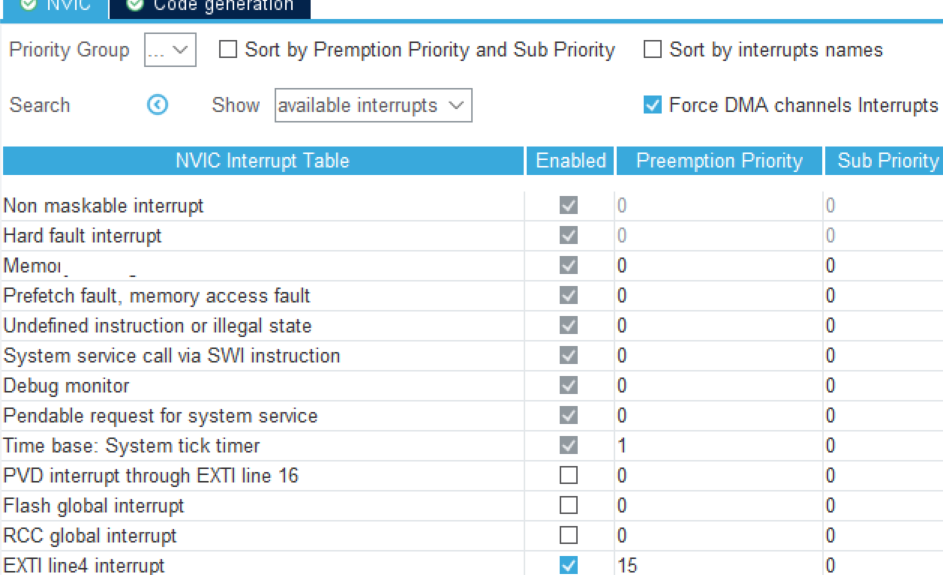 NVIC Code generation
Priority Group ... Sort by Premption Priority and Sub Priority Sort by interrupts names
Search Show available interrupts Force DMA channels Interrupts
NVIC Interrupt Table Enabled Preemption Priority Sub Priority
Non maskable interrupt 0 0
Hard fault interrupt 0 0
0 0
Prefetch fault, memory access fault 0 0
Undefined instruction or illegal state 0 0
System service call via SWI instruction 0 0
Debug monitor 0 0
Pendable request for system service 0 0
Time base: System tick timer 1 0
PVD interrupt through EXTI line 16 0 0
Flash global interrupt 0 0
RCC global interrupt 0 0
EXTI line4 interrupt 15 0